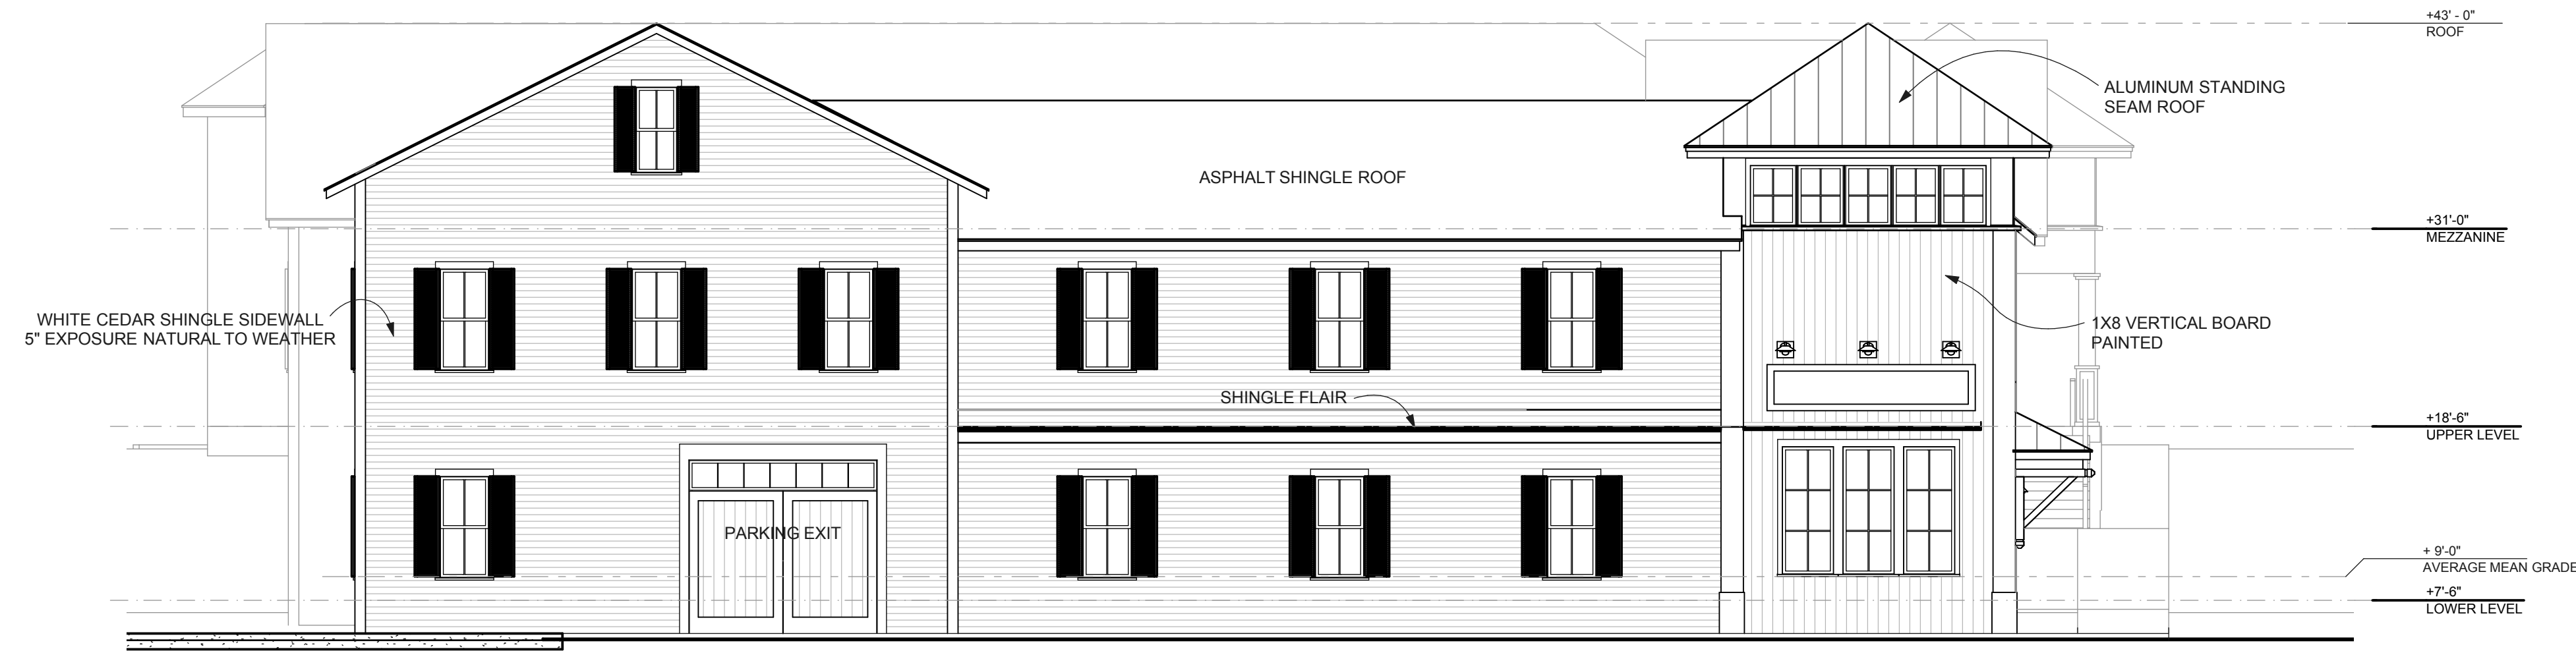 +43' - 0"
ROOF
ALUMINUM STANDING
SEAM ROOF
ASPHALT SHINGLE ROOF
+31'-0"
MEZZANINE
WHITE CEDAR SHINGLE SIDEWALL
5" EXPOSURE NATURAL TO WEATHER
1X8 VERTICAL BOARD
PAINTED
SHINGLE FLAIR
+18'-6"
UPPER LEVEL
PARKING EXIT
+ 9'-0"
AVERAGE MEAN GRADE
+7'-6"
LOWER LEVEL